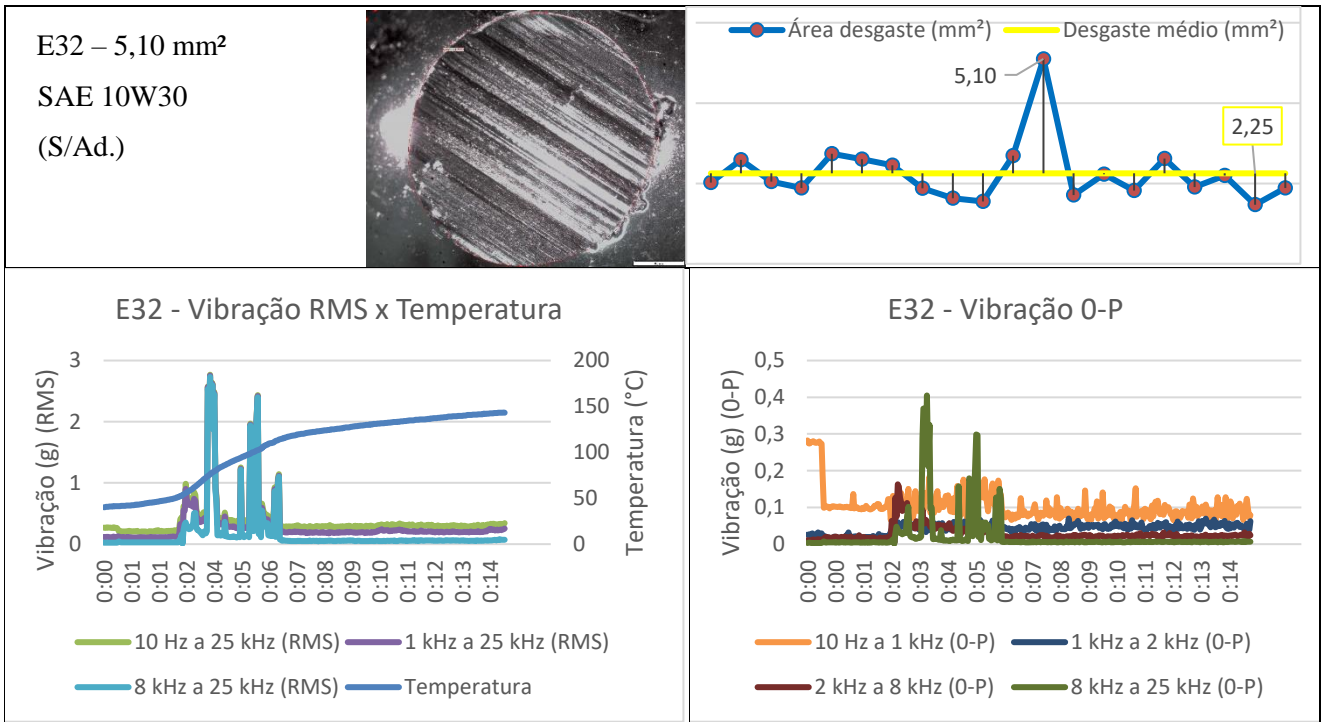 E32 – 5,10 mm²
SAE 10W30
(S/Ad.)
Área desgaste (mm²)
Desgaste médio (mm²)
5,10
2,25
E32 - Vibração RMS x Temperatura
Vibração (g) (RMS)
3
2
1
0
200
150
100
50
0
Temperatura (°C)
0:00
0:01
0:01
0:02
0:04
0:05
0:06
0:07
0:08
0:09
0:10
0:11
0:12
0:13
0:14
10 Hz a 25 kHz (RMS)
1 kHz a 25 kHz (RMS)
8 kHz a 25 kHz (RMS)
Temperatura
E32 - Vibração 0-P
Vibração (g) (0-P)
0,5
0,4
0,3
0,2
0,1
0
0:00
0:01
0:01
0:02
0:03
0:04
0:05
0:06
0:07
0:08
0:09
0:10
0:11
0:12
0:13
0:14
10 Hz a 1 kHz (0-P)
1 kHz a 2 kHz (0-P)
2 kHz a 8 kHz (0-P)
8 kHz a 25 kHz (0-P)